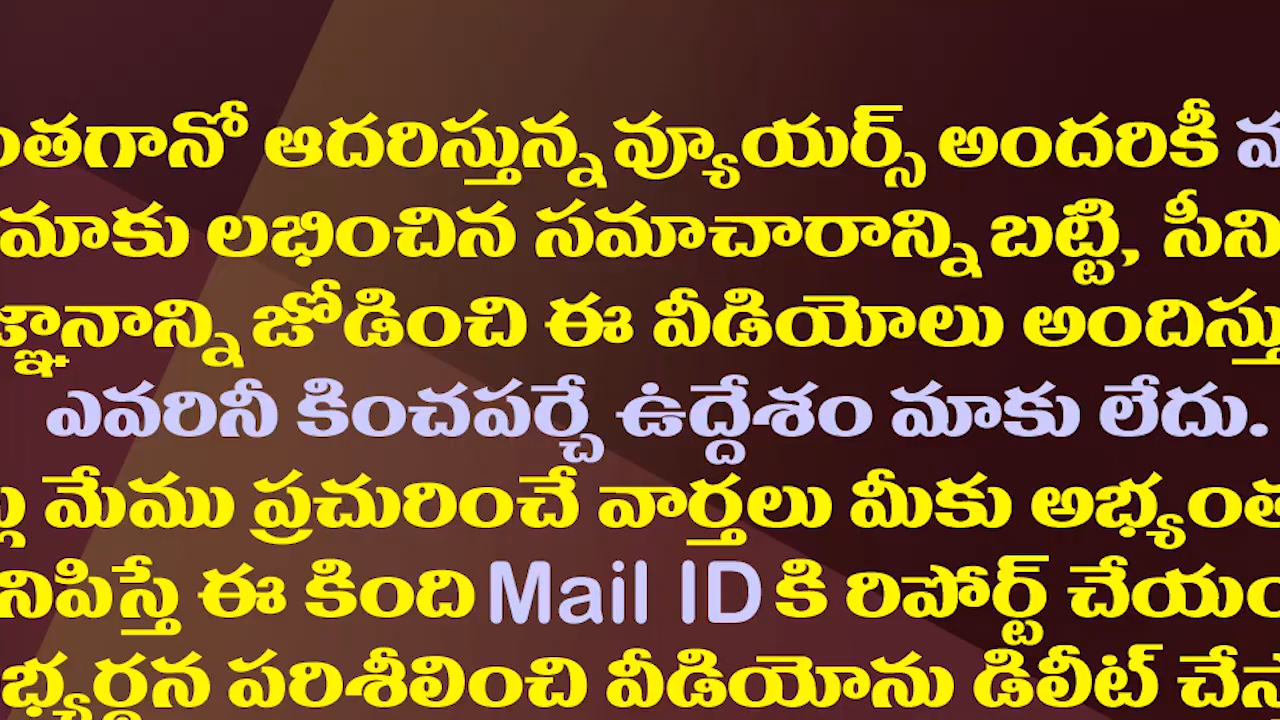 ఆదరిస్తున్న వ్యూయర్స్ అందరికీ
మాకు లభించిన సమాచారాన్ని బట్టి,
జోడించి ఈ వీడియోలు
ఎవరినీ కించపర్చే ఉద్దేశం మాకు లేదు.
మేము ప్రచురించే వార్తలు మీకు
ఈ కింది Mail ID కి రిపోర్ట్
పరిశీలించి వీడియోను డిలీట్